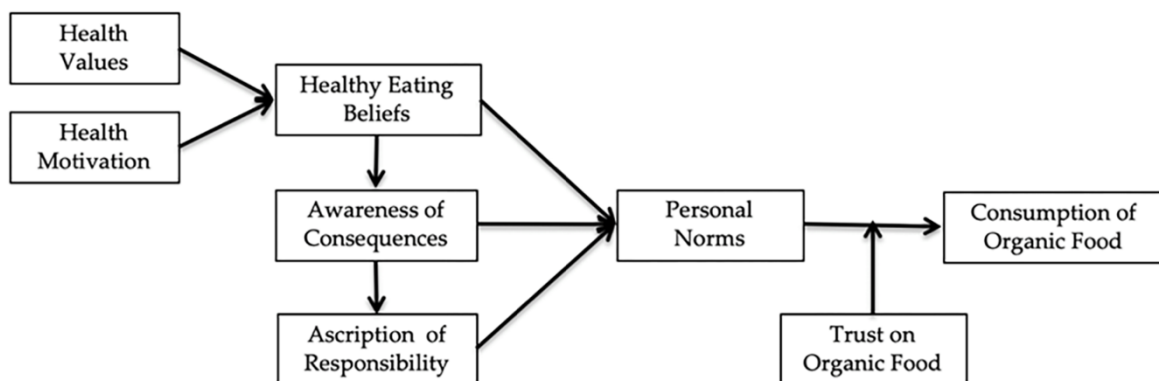 Health
Values
Health
Motivation
Healthy Eating
Beliefs
Awareness of
Consequences
Ascription of
Responsibility
Personal
Norms
Consumption of
Organic Food
Trust on
Organic Food